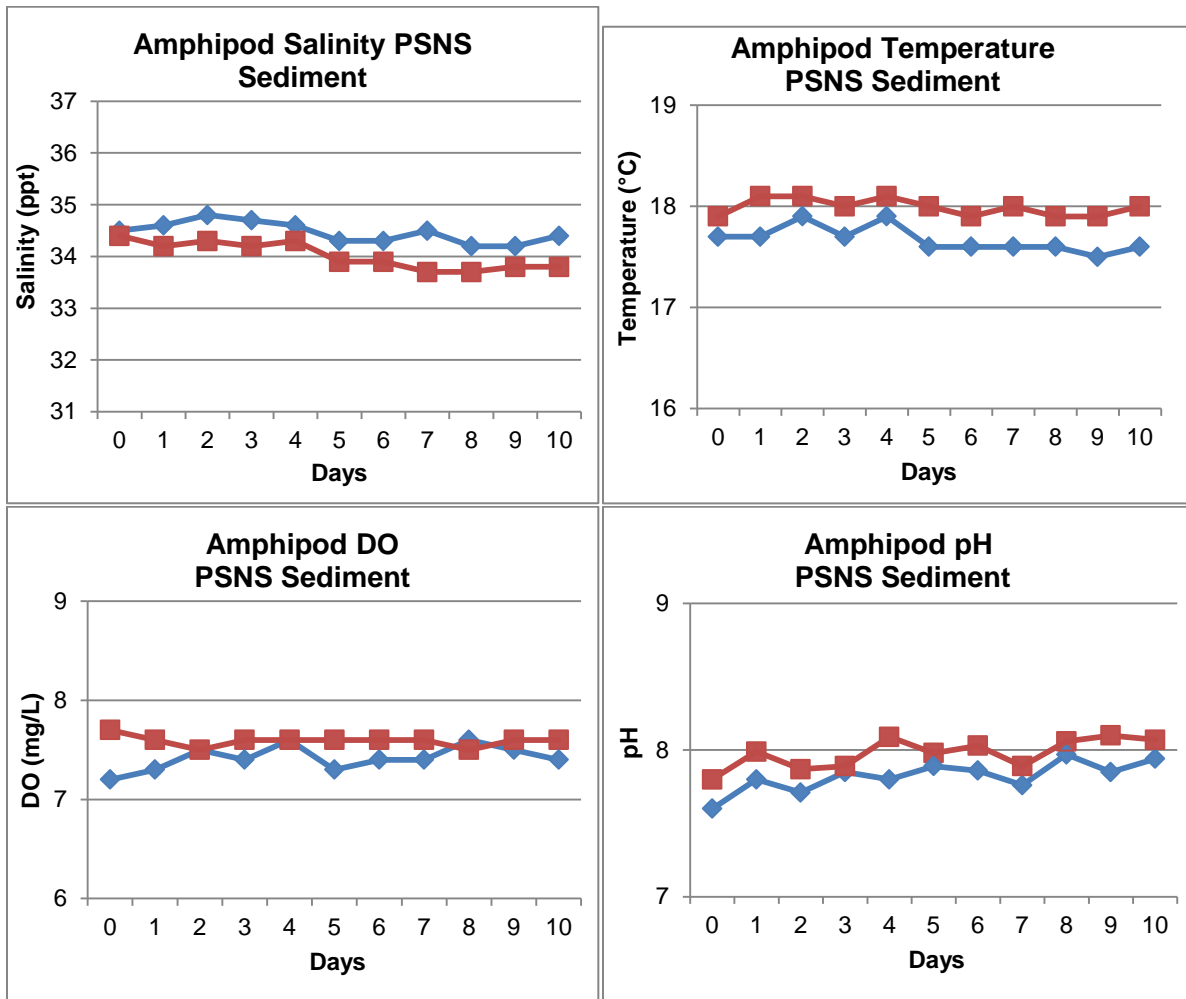 Amphipod Salinity PSNS
Sediment
37
36
35
34
33
32
31
Salinity (ppt)
0 1 2 3 4 5 6 7 8 9 10
Days
Amphipod Temperature
PSNS Sediment
19
18
17
16
Temperature (°C)
0 1 2 3 4 5 6 7 8 9 10
Days
Amphipod DO
PSNS Sediment
9
8
7
6
DO (mg/L)
0 1 2 3 4 5 6 7 8 9 10
Days
Amphipod pH
PSNS Sediment
9
8
7
pH
0 1 2 3 4 5 6 7 8 9 10
Days